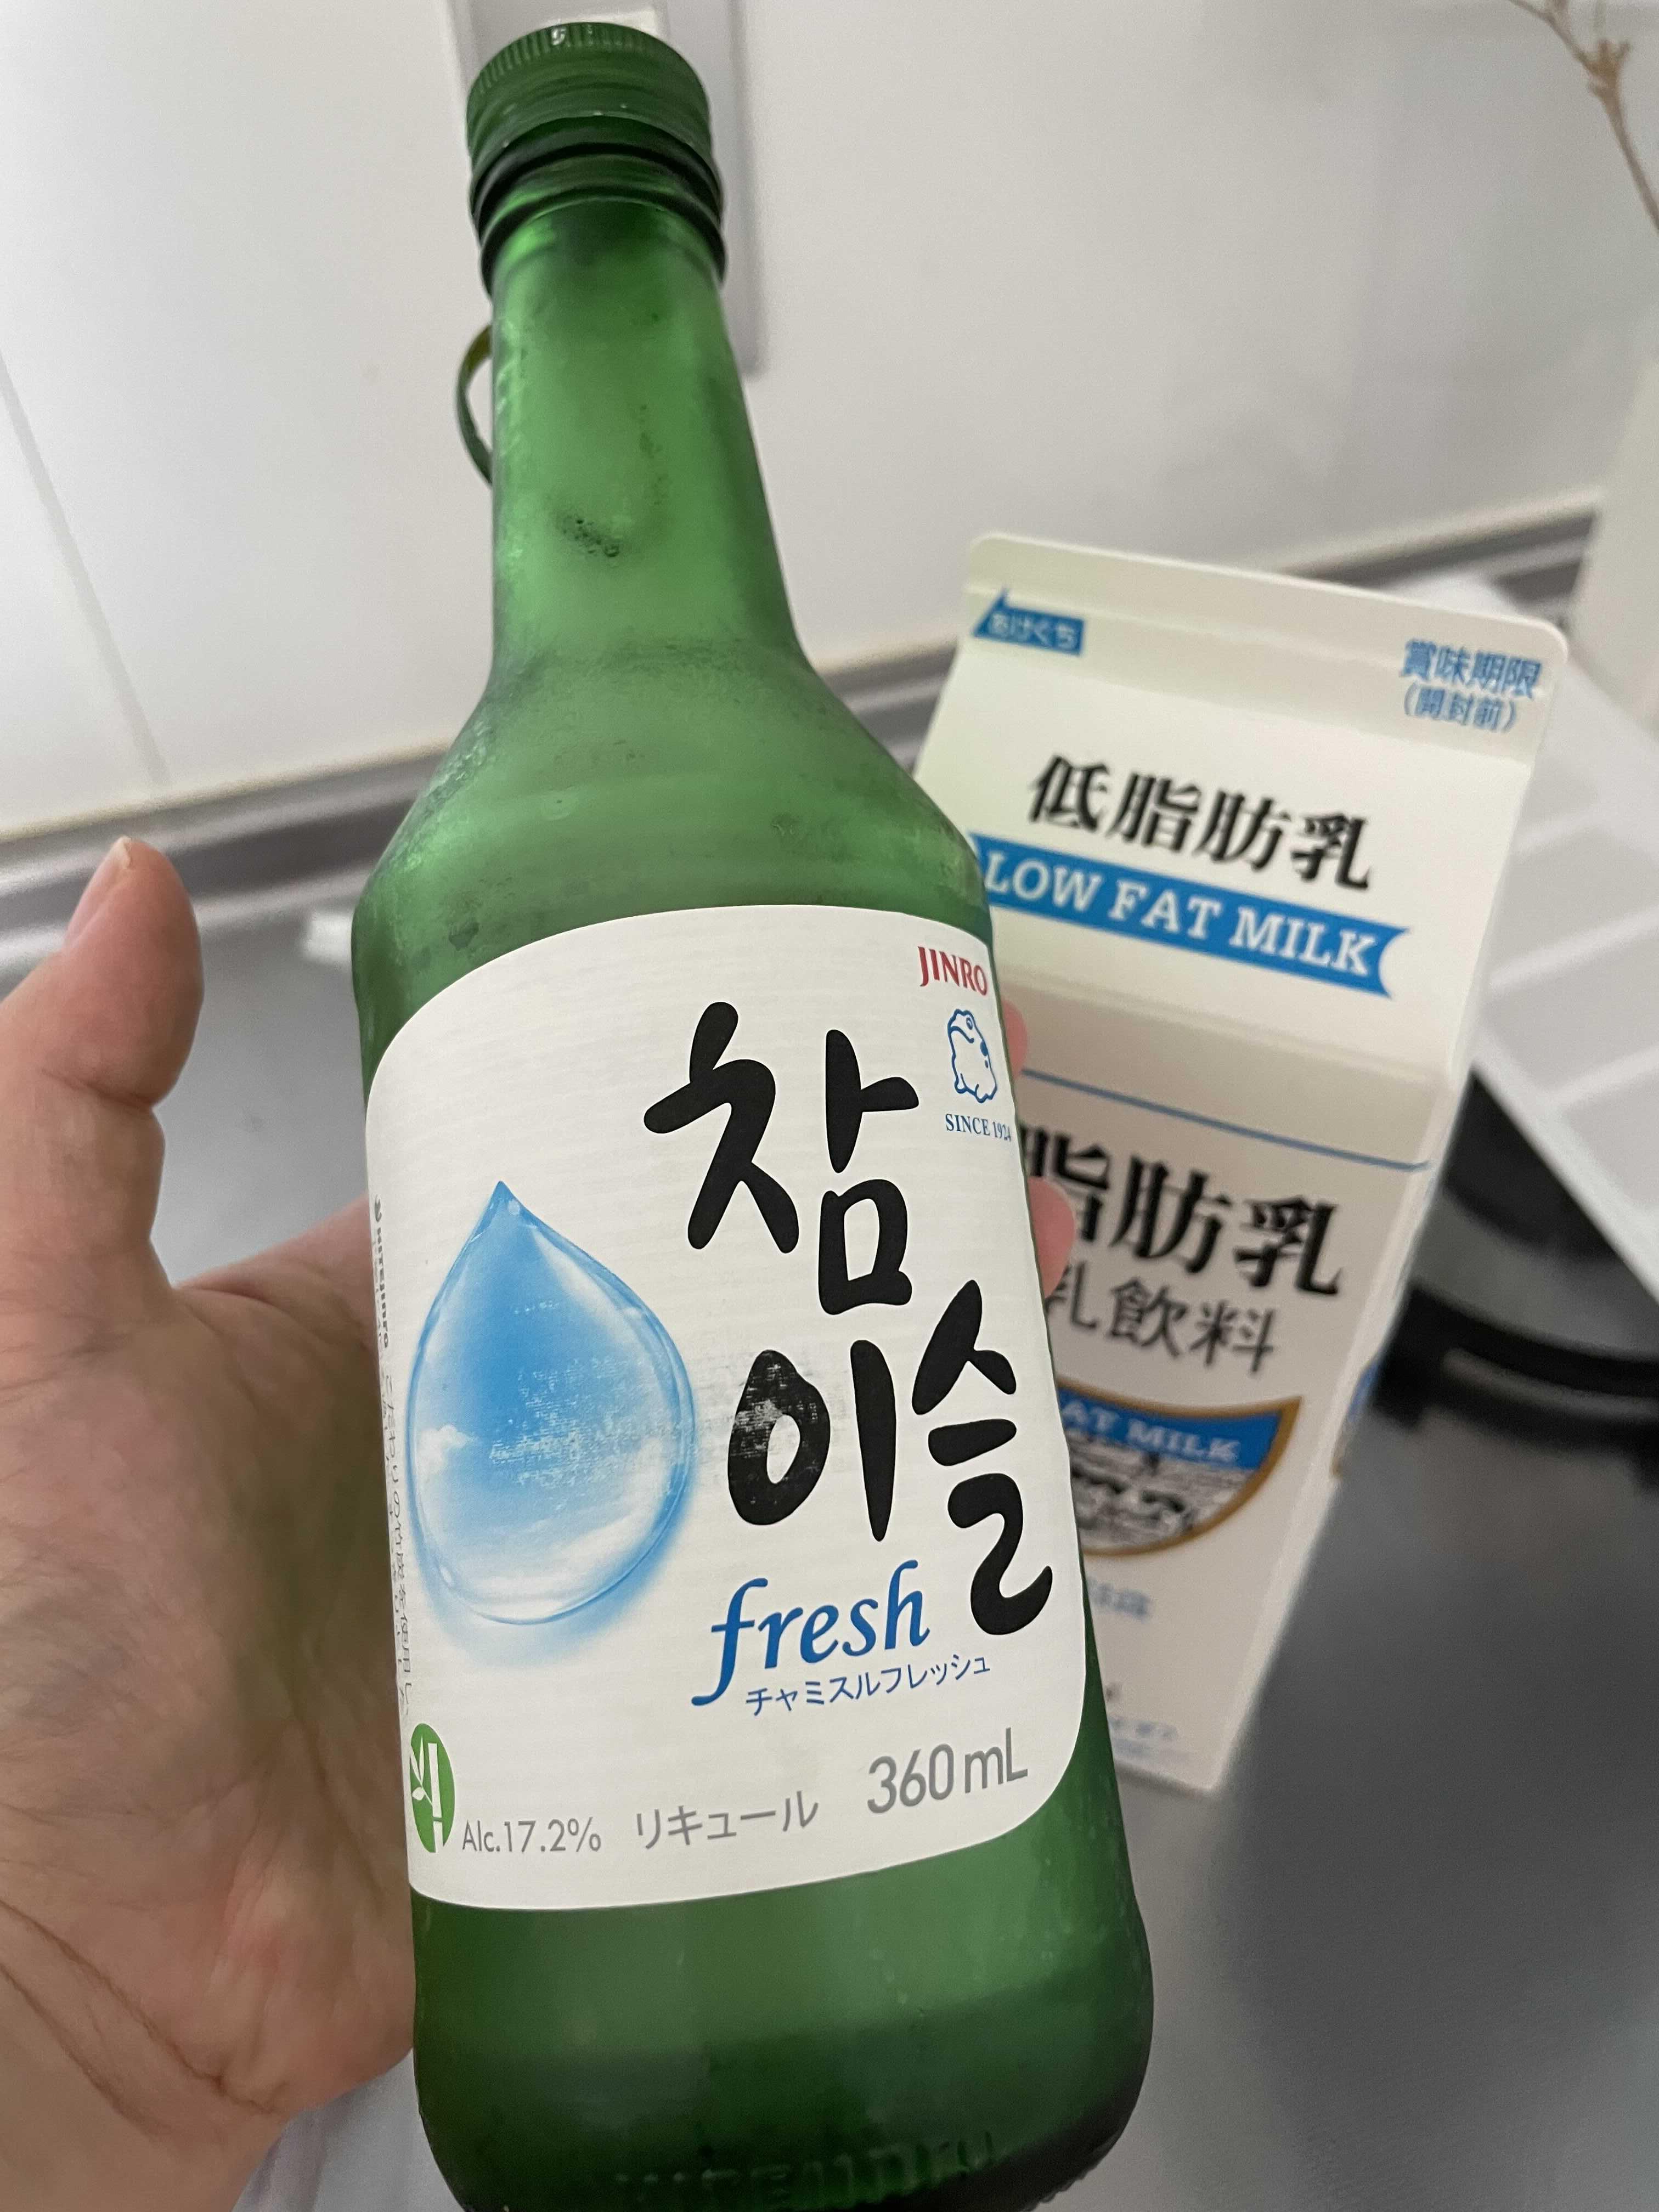 JINRO
SINCE 1924
참
이슬
fresh
チャミスルフレッシュ
Alc.17.2% リキュール 360mL
あけくち
賞味期限
(開封前)
低脂肪乳
LOW FAT MILK
脂肪乳
乳飲料
AT MILK